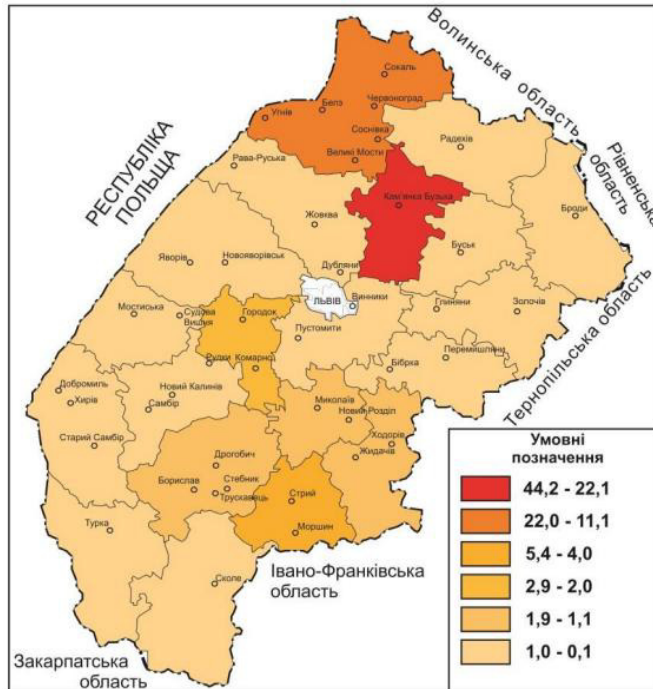 Волинська область
Рівненська
область
РЕСПУБЛІКА
ПОЛЬЩА
Сокаль
Белз
Червоноград
Угнів
Соснівка
Великі Мости
Радехів
Рава-Руська
Кам'янка Бузька
Броди
Жовква
Буськ
Яворів
Новояворівськ
Дубляни
ЛЬВІВ
Винники
Глиняни
Золочів
Мостиська
Судова
Вишня
Городок
Пустомити
Тернопільська область
Рудки
Комарно
Бібрка
Перемишляни
Добромиль
Хирів
Новий Калинів
Самбір
Миколаїв
Новий Розділ
Старий Самбір
Ходорів
Жидачів
Дрогобич
Борислав
Стебник
Трускавець
Стрий
Моршин
Турка
Сколе
Івано-Франківська
область
Закарпатська
область
Умовні
позначення
44,2 - 22,1
22,0 - 11,1
5,4 - 4,0
2,9 - 2,0
1,9 - 1,1
1,0 - 0,1